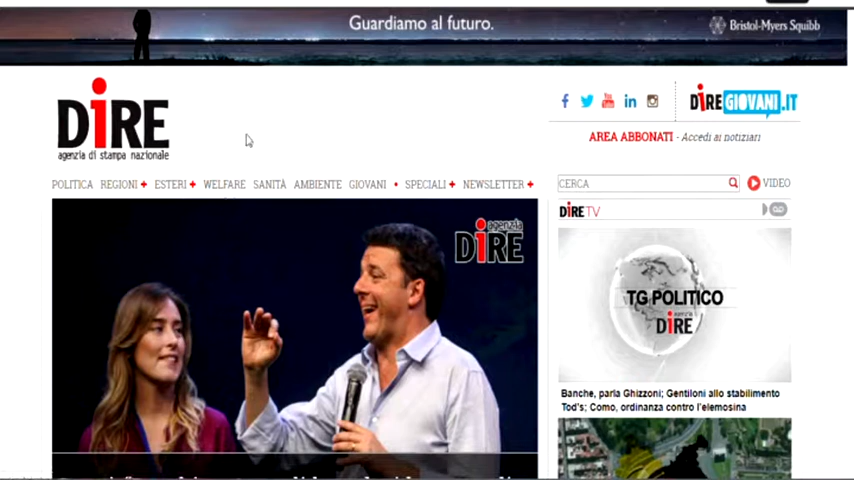 Guardiamo al futuro.
Bristol-Myers Squibb
DiRE
agenzia di stampa nazionale
DiREGIOVANI.IT
AREA ABBONATI - Accedi ai notiziari
POLITICA REGIONI + ESTERI + WELFARE SANITÀ AMBIENTE GIOVANI • SPECIALI + NEWSLETTER +
CERCA
VIDEO
agenzia
DiRE
DiRE TV
TG POLITICO
agenzia
DiRE
Banche, parla Ghizzoni; Gentiloni allo stabilimento
Tod's; Como, ordinanza contro l'elemosina